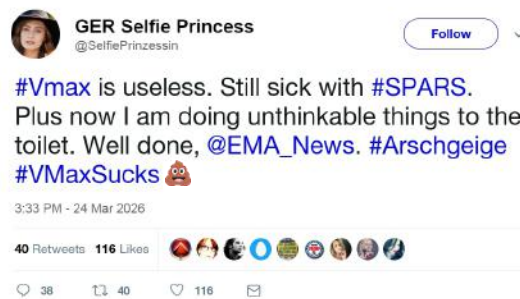 GER Selfie Princess
@SelfiePrinzessin
Follow
#Vmax is useless. Still sick with #SPARS.
Plus now I am doing unthinkable things to the
toilet. Well done, @EMA_News. #Arschgeige
#VMaxSucks 💩
3:33 PM - 24 Mar 2026
40 Retweets 116 Likes
38 40 116